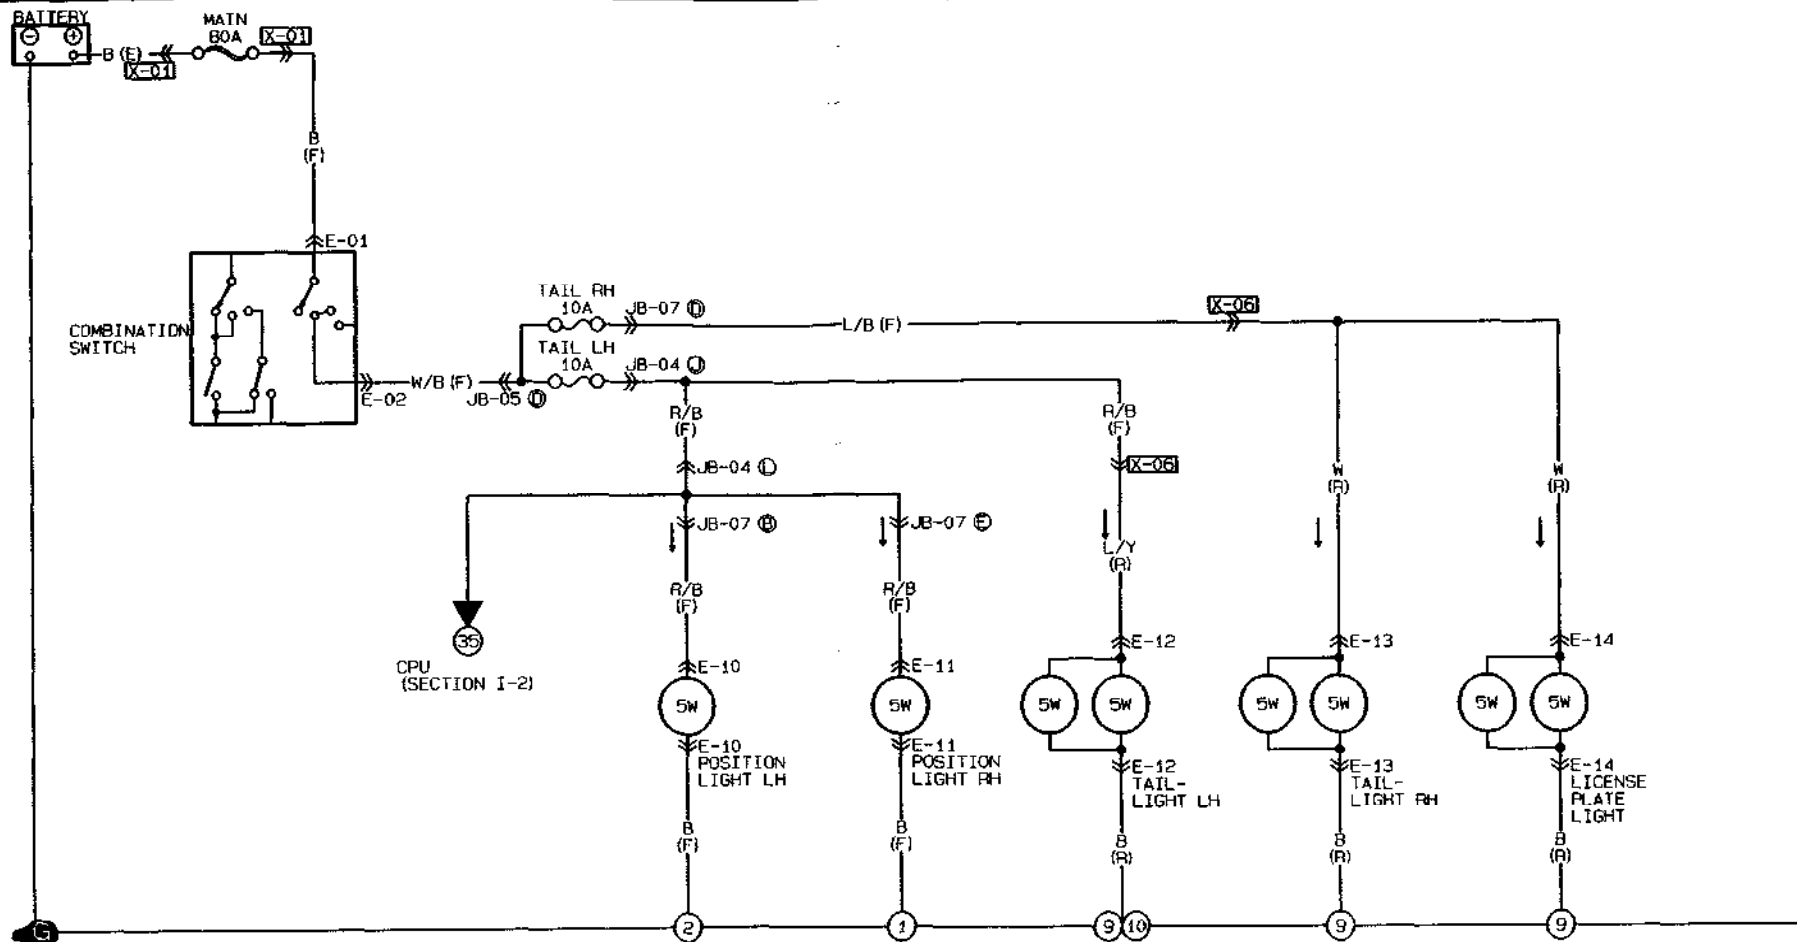 BATTERY
MAIN
80A
X-01
B (E)
X-01
B
(F)
E-01
COMBINATION
SWITCH
TAIL RH
10A
JB-07 D
L/B (F)
X-06
TAIL LH
10A
JB-04 J
W/B (F)
E-02
JB-05 D
R/B
(F)
R/B
(F)
X-06
W
(R)
W
(R)
JB-04 L
JB-07 B
JB-07 E
L/Y
(R)
R/B
(F)
R/B
(F)
35
CPU
(SECTION I-2)
E-10
E-11
E-12
E-13
E-14
5W
5W
5W
5W
5W
5W
5W
5W
E-10
POSITION
LIGHT LH
E-11
POSITION
LIGHT RH
E-12
TAIL-
LIGHT LH
E-13
TAIL-
LIGHT RH
E-14
LICENSE
PLATE
LIGHT
B
(F)
B
(F)
B
(R)
B
(R)
B
(R)
G
2
1
9
10
9
9